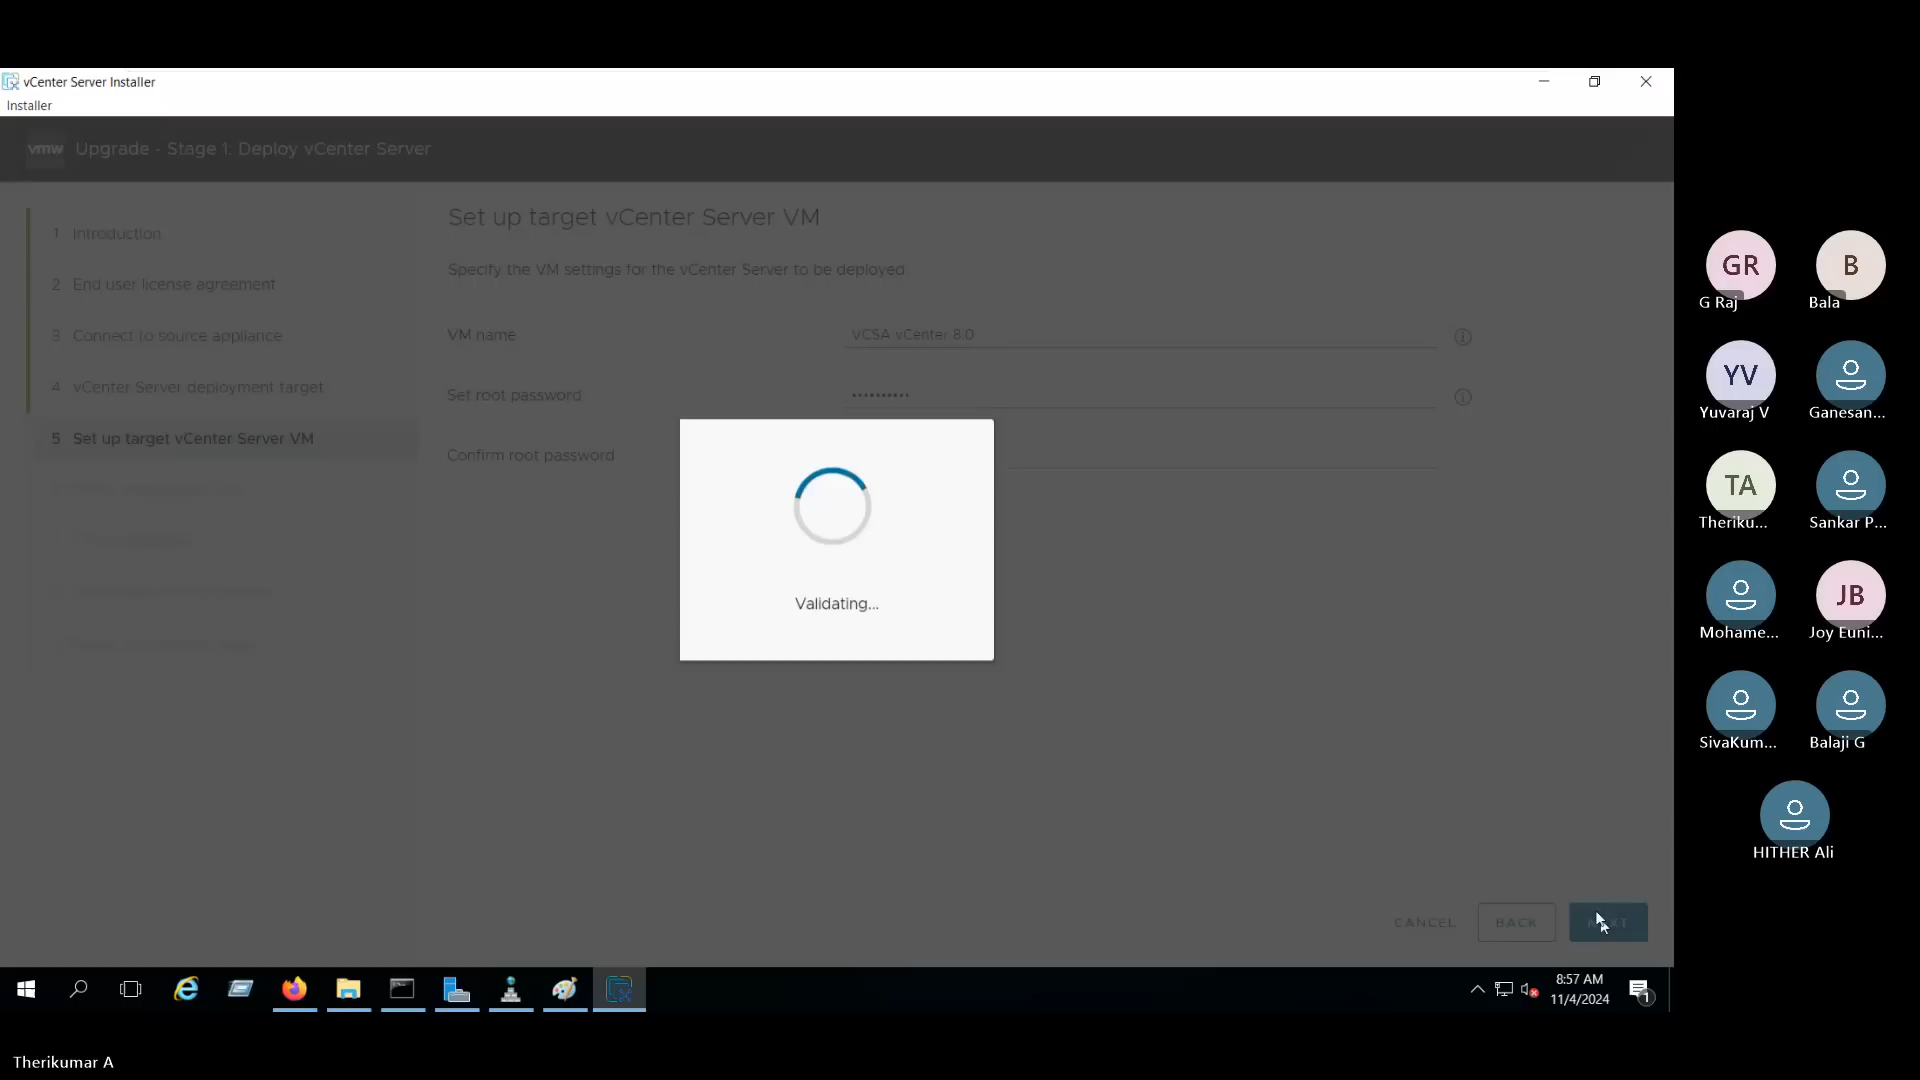 vCenter Server Installer
Installer
vmw Upgrade - Stage 1: Deploy vCenter Server
1 Introduction
2 End user license agreement
3 Connect to source appliance
4 vCenter Server deployment target
5 Set up target vCenter Server VM
Set up target vCenter Server VM
Specify the VM settings for the vCenter Server to be deployed.
VM name VCSA vCenter 8.0
Set root password ••••••••••
Confirm root password
Validating...
CANCEL BACK NEXT
8:57 AM
11/4/2024
1
GR
G Raj
B
Bala
YV
Yuvaraj V
Ganesan...
TA
Theriku...
Sankar P...
Mohame...
JB
Joy Euni...
SivaKum...
Balaji G
HITHER Ali
Therikumar A